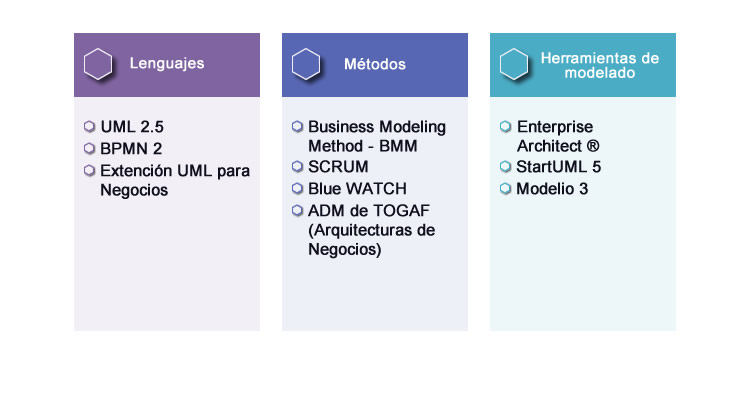 Lenguajes
UML 2.5
BPMN 2
Extención UML para
Negocios
Métodos
Business Modeling
Method - BMM
SCRUM
Blue WATCH
ADM de TOGAF
(Arquitecturas de
Negocios)
Herramientas de
modelado
Enterprise
Architect ®
StartUML 5
Modelio 3